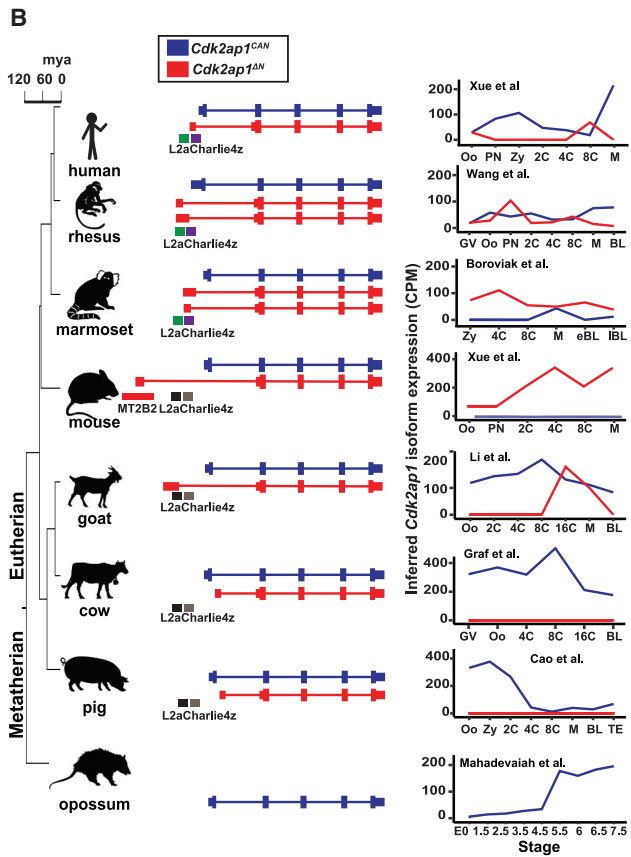 B
mya
120 60 0
Cdk2ap1CAN
Cdk2ap1ΔN
human
L2aCharlie4z
rhesus
L2aCharlie4z
marmoset
L2aCharlie4z
mouse
MT2B2 L2aCharlie4z
goat
L2aCharlie4z
cow
L2aCharlie4z
pig
L2aCharlie4z
opossum
Eutherian
Metatherian
Inferred Cdk2ap1 isoform expression (CPM)
Xue et al
200
100
0
Oo PN Zy 2C 4C 8C M
Wang et al.
200
100
0
GV Oo PN 2C 4C 8C M BL
Boroviak et al.
200
100
0
Zy 4C 8C M eBL lBL
Xue et al.
400
200
0
Oo PN 2C 4C 8C M
Li et al.
200
100
0
Oo 2C 4C 8C 16C M BL
Graf et al.
400
200
0
GV Oo 4C 8C 16C BL
Cao et al.
400
200
0
Oo Zy 2C 4C 8C M BL TE
Mahadevaiah et al.
200
100
0
E0 1.5 2.5 3.5 4.5 5.5 6 6.5 7.5
Stage